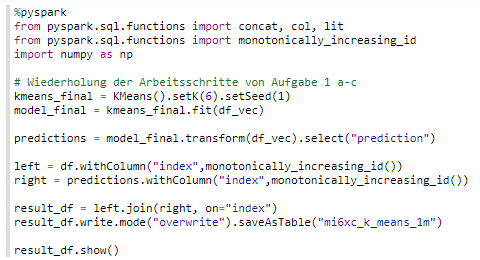 %pyspark
from pyspark.sql.functions import concat, col, lit
from pyspark.sql.functions import monotonically_increasing_id
import numpy as np
# Wiederholung der Arbeitsschritte von Aufgabe 1 a-c
kmeans_final = KMeans().setK(6).setSeed(1)
model_final = kmeans_final.fit(df_vec)
predictions = model_final.transform(df_vec).select("prediction")
left = df.withColumn("index",monotonically_increasing_id())
right = predictions.withColumn("index",monotonically_increasing_id())
result_df = left.join(right, on="index")
result_df.write.mode("overwrite").saveAsTable("mi6xc_k_means_1m")
result_df.show()